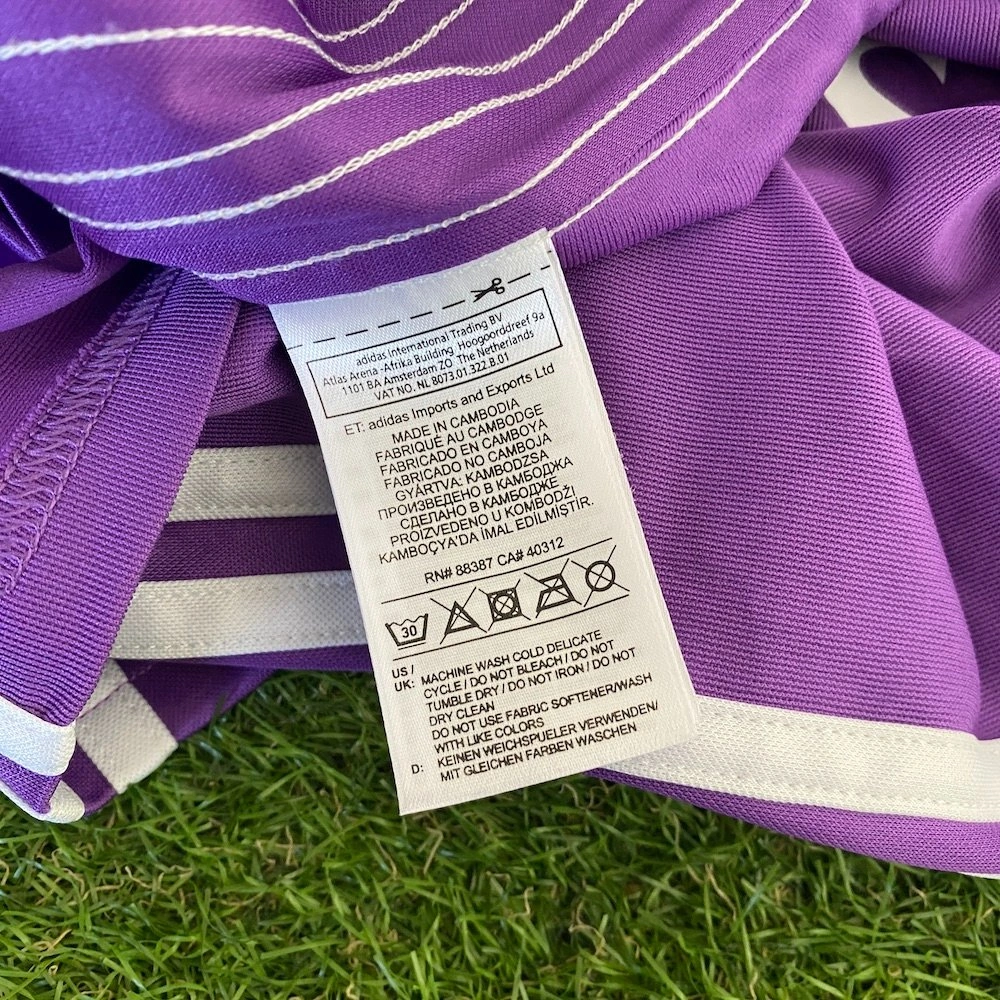 adidas International Trading BV
Atlas Arena -Afrika Building Hoogoorddreef 9a
1101 BA Amsterdam ZO The Netherlands
VAT NO. NL 8073.01.322.B.01
ET: adidas Imports and Exports Ltd
MADE IN CAMBODIA
FABRIQUÉ AU CAMBODGE
FABRICADO EN CAMBOYA
FABRICADO NO CAMBOJA
GYÁRTVA: KAMBODZSA
ПРОИЗВЕДЕНО В КАМБОДЖА
СДЕЛАНО В КАМБОДЖЕ
PROIZVEDENO U KOMBODŽI
KAMBOÇYA'DA İMAL EDİLMİŞTİR.
RN# 88387 CA# 40312
30
US / UK: MACHINE WASH COLD DELICATE
CYCLE / DO NOT BLEACH / DO NOT
TUMBLE DRY / DO NOT IRON / DO NOT
DRY CLEAN
DO NOT USE FABRIC SOFTENER/WASH
WITH LIKE COLORS
D: KEINEN WEICHSPUELER VERWENDEN/
MIT GLEICHEN FARBEN WASCHEN